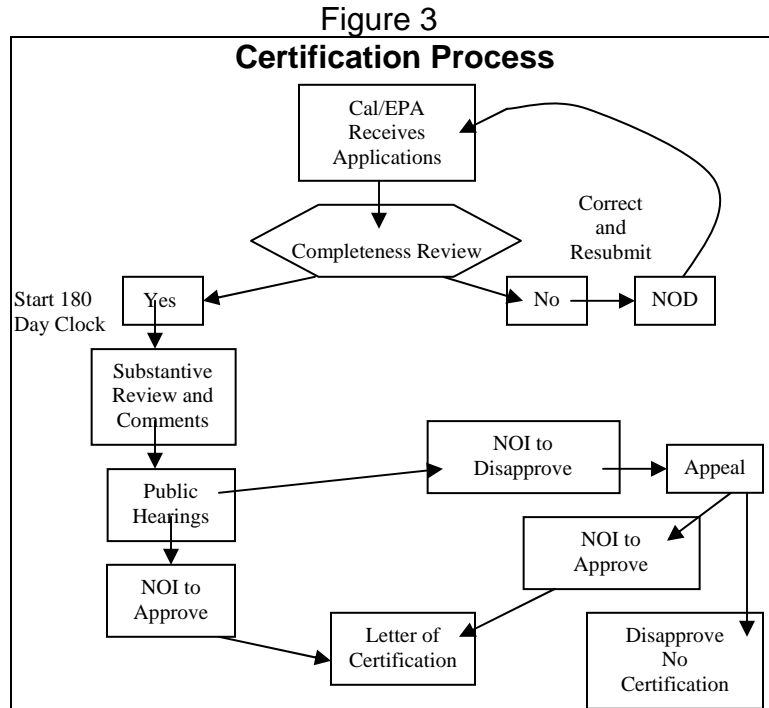 Figure 3
Certification Process
Cal/EPA
Receives
Applications
Correct
and
Resubmit
Completeness Review
Start 180
Day Clock
Yes
No
NOD
Substantive
Review and
Comments
NOI to
Disapprove
Appeal
Public
Hearings
NOI to
Approve
NOI to
Approve
Letter of
Certification
Disapprove
No
Certification